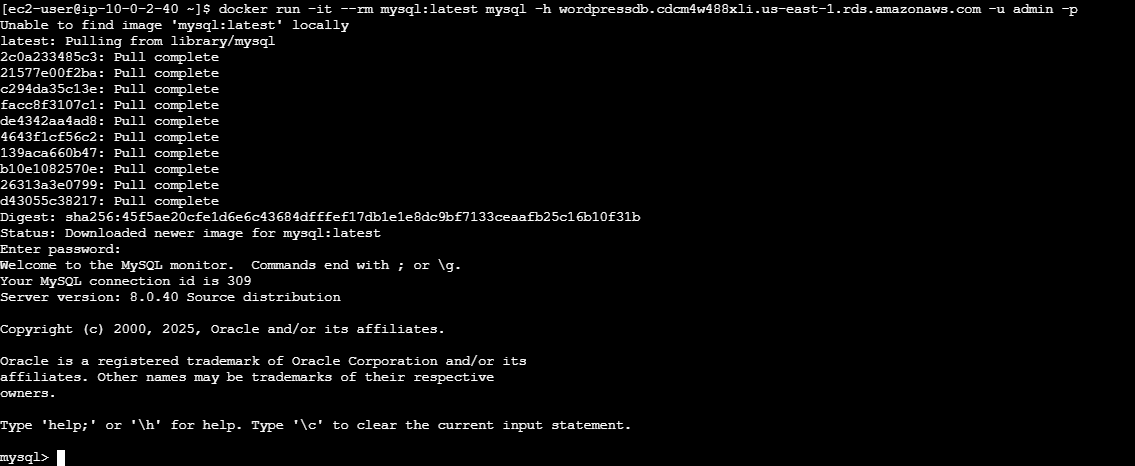 [ec2-user@ip-10-0-2-40 ~]$ docker run -it --rm mysql:latest mysql -h wordpressdb.cdcm4w488xli.us-east-1.rds.amazonaws.com -u admin -p
Unable to find image 'mysql:latest' locally
latest: Pulling from library/mysql
2c0a233485c3: Pull complete
21577e00f2ba: Pull complete
c294da35c13e: Pull complete
facc8f3107c1: Pull complete
de4342aa4ad8: Pull complete
4643f1cf56c2: Pull complete
139aca660b47: Pull complete
b10e1082570e: Pull complete
26313a3e0799: Pull complete
d43055c38217: Pull complete
Digest: sha256:45f5ae20cfe1d6e6c43684dfffef17db1e1e8dc9bf7133ceaafb25c16b10f31b
Status: Downloaded newer image for mysql:latest
Enter password:
Welcome to the MySQL monitor.  Commands end with ; or \g.
Your MySQL connection id is 309
Server version: 8.0.40 Source distribution
Copyright (c) 2000, 2025, Oracle and/or its affiliates.
Oracle is a registered trademark of Oracle Corporation and/or its
affiliates. Other names may be trademarks of their respective
owners.
Type 'help;' or '\h' for help. Type '\c' to clear the current input statement.
mysql>